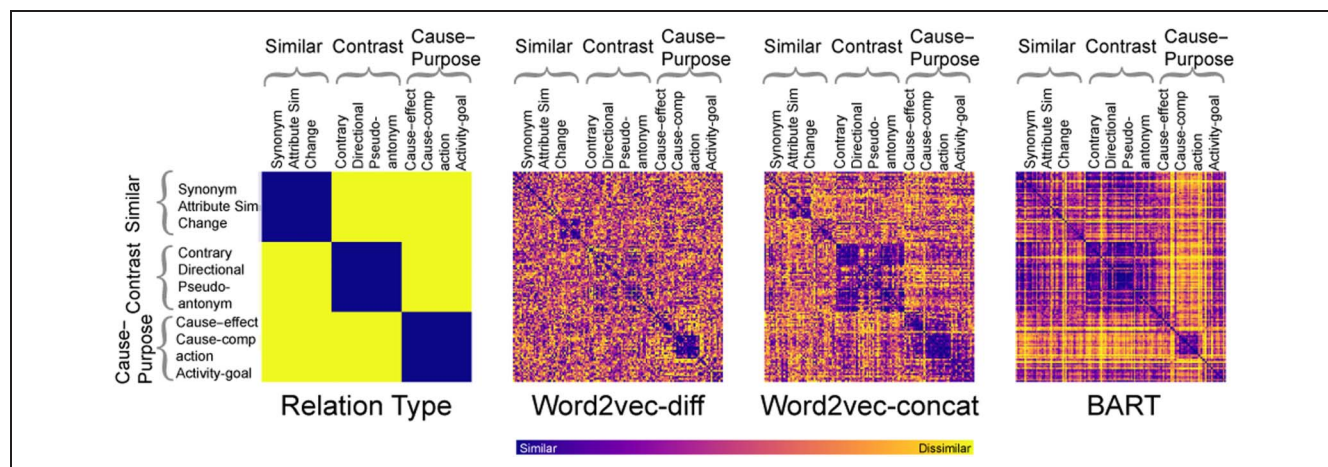 Similar Contrast Cause–Purpose
Similar Contrast Cause–Purpose
Similar Contrast Cause–Purpose
Similar Contrast Cause–Purpose
Synonym
Attribute Sim
Change
Contrary
Directional
Pseudo-
antonym
Cause–effect
Cause-comp
action
Activity-goal
Synonym
Attribute Sim
Change
Contrary
Directional
Pseudo-
antonym
Cause–effect
Cause-comp
action
Activity-goal
Synonym
Attribute Sim
Change
Contrary
Directional
Pseudo-
antonym
Cause–effect
Cause-comp
action
Activity-goal
Synonym
Attribute Sim
Change
Contrary
Directional
Pseudo-
antonym
Cause–effect
Cause-comp
action
Activity-goal
Similar
Synonym
Attribute Sim
Change
Contrast
Contrary
Directional
Pseudo-
antonym
Cause–
Purpose
Cause–effect
Cause-comp
action
Activity-goal
Relation Type
Word2vec-diff
Word2vec-concat
BART
Similar
Dissimilar